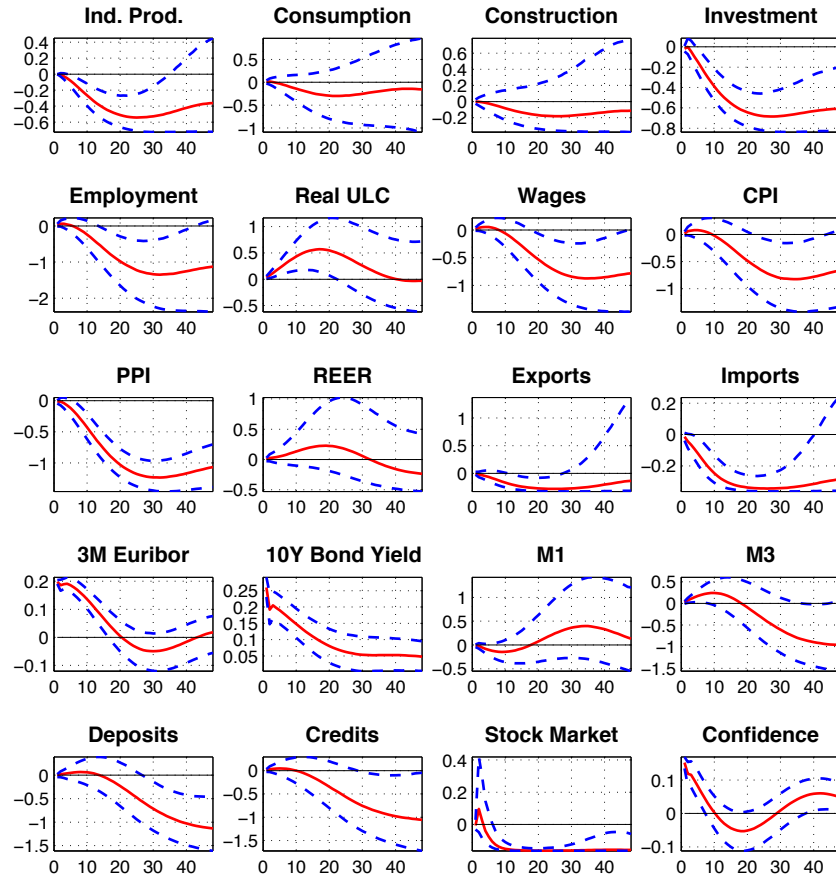 Ind. Prod. Consumption Construction Investment
0.4 0.2 0 −0.2 −0.4 −0.6
0.5 0 −0.5 −1
0.6 0.4 0.2 0 −0.2
0 −0.2 −0.4 −0.6 −0.8
0 10 20 30 40 0 10 20 30 40 0 10 20 30 40 0 10 20 30 40
Employment Real ULC Wages CPI
0 −1 −2
1 0.5 0 −0.5
0 −0.5 −1
0 −0.5 −1
0 10 20 30 40 0 10 20 30 40 0 10 20 30 40 0 10 20 30 40
PPI REER Exports Imports
0 −0.5 −1
1 0.5 0 −0.5
1 0.5 0
0.2 0 −0.2
0 10 20 30 40 0 10 20 30 40 0 10 20 30 40 0 10 20 30 40
3M Euribor 10Y Bond Yield M1 M3
0.2 0.1 0 −0.1
0.25 0.2 0.15 0.1 0.05
1 0.5 0 −0.5
0.5 0 −0.5 −1 −1.5
0 10 20 30 40 0 10 20 30 40 0 10 20 30 40 0 10 20 30 40
Deposits Credits Stock Market Confidence
0 −0.5 −1 −1.5
0 −0.5 −1 −1.5
0.4 0.2 0
0.1 0 −0.1
0 10 20 30 40 0 10 20 30 40 0 10 20 30 40 0 10 20 30 40